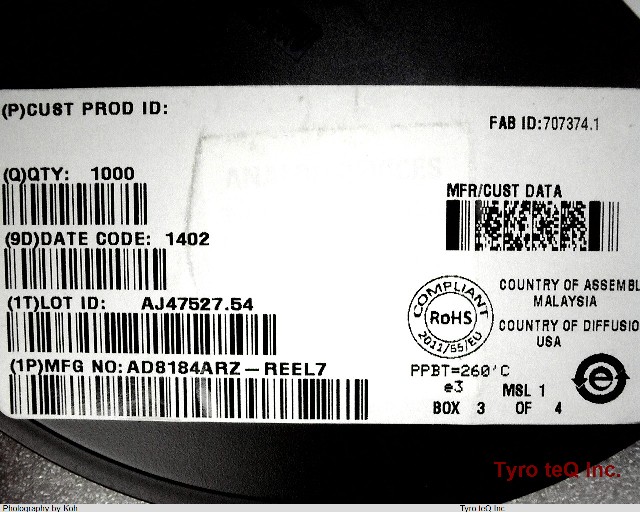 (P)CUST PROD ID:
FAB ID:707374.1
(Q)QTY: 1000
MFR/CUST DATA
(9D)DATE CODE: 1402
(1T)LOT ID: AJ47527.54
COMPLIANT
RoHS
2011/65/EU
COUNTRY OF ASSEMBL
MALAYSIA
COUNTRY OF DIFFUSIO
USA
(1P)MFG NO: AD8184ARZ-REEL7
PPBT=260'C
e3
MSL 1
e
BOX 3 OF 4
Tyro teQ Inc.
Photography by Koh
Tyro teQ Inc